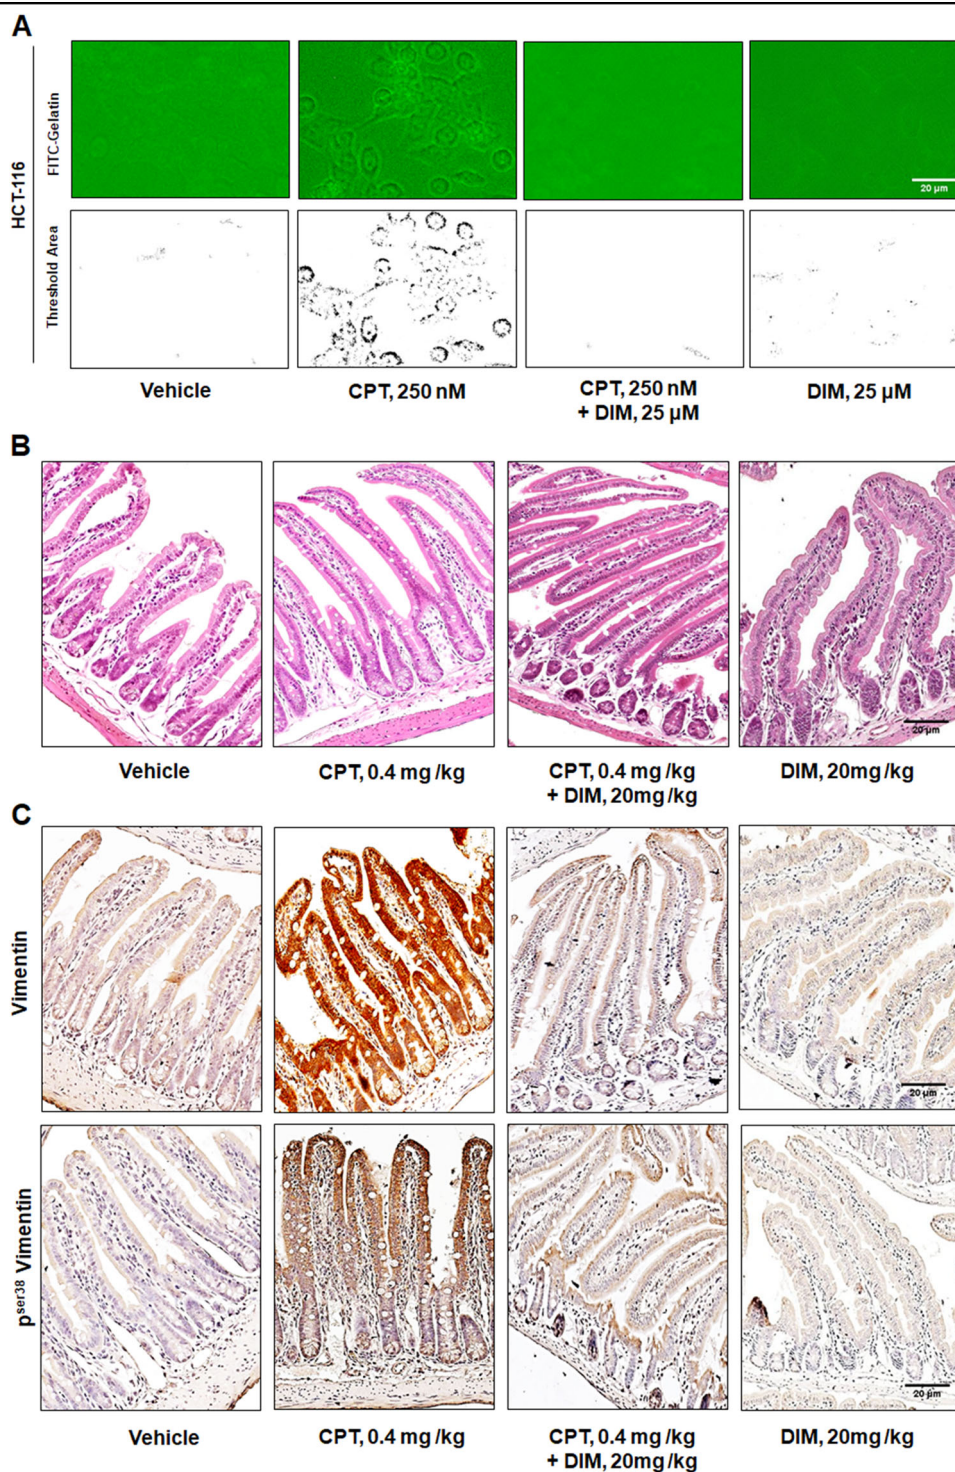 A
HCT-116
FITC-Gelatin
20 µm
Threshold Area
Vehicle
CPT, 250 nM
CPT, 250 nM
+ DIM, 25 µM
DIM, 25 µM
B
20 µm
Vehicle
CPT, 0.4 mg /kg
CPT, 0.4 mg /kg
+ DIM, 20mg /kg
DIM, 20mg /kg
C
Vimentin
20 µm
pser38 Vimentin
20 µm
Vehicle
CPT, 0.4 mg /kg
CPT, 0.4 mg /kg
+ DIM, 20mg /kg
DIM, 20mg /kg